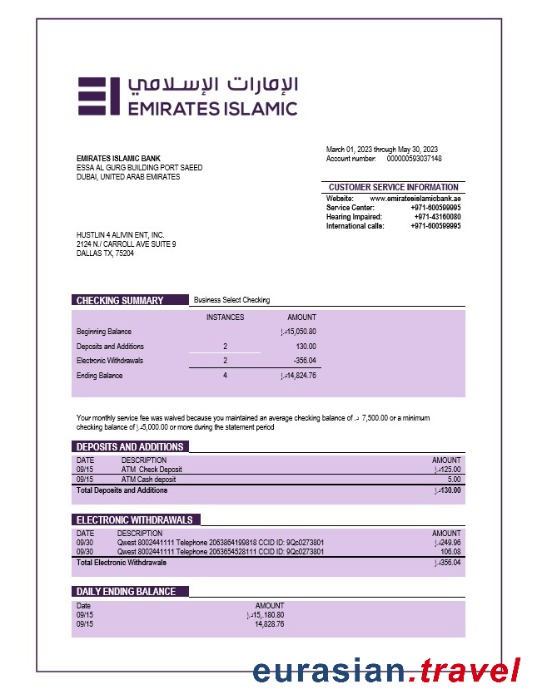 الإمارات الإسلامي
EMIRATES ISLAMIC
March 01, 2023 through May 30, 2023
Account number: 000000593037148
EMIRATES ISLAMIC BANK
ESSA AL GURG BUILDING PORT SAEED
DUBAI, UNITED ARAB EMIRATES
CUSTOMER SERVICE INFORMATION
Website: www.emiratesislamicbank.ae
Service Center: +971-600599995
Hearing Impaired: +971-43160080
International calls: +971-600599995
HUSTLIN 4 ALIVIN ENT, INC.
2124 N./ CARROLL AVE SUITE 9
DALLAS TX, 75204
CHECKING SUMMARY Business Select Checking
INSTANCES AMOUNT
Beginning Balance د.إ15,050.80
Deposits and Additions 2 130.00
Electronic Withdrawals 2 -356.04
Ending Balance 4 د.إ14,824.76
Your monthly service fee was waived because you maintained an average checking balance of د.إ 7,500.00 or a minimum
checking balance of د.إ5,000.00 or more during the statement period
DEPOSITS AND ADDITIONS
DATE DESCRIPTION AMOUNT
09/15 ATM Check Deposit د.إ125.00
09/15 ATM Cash deposit 5.00
Total Deposits and Additions د.إ130.00
ELECTRONIC WITHDRAWALS
DATE DESCRIPTION AMOUNT
09/30 Qwest 8002441111 Telephone 2063864199818 CCID ID: 9Qc0273801 د.إ249.96
09/30 Qwest 8002441111 Telephone 2063654528111 CCID ID: 9Qc0273801 106.08
Total Electronic Withdrawale د.إ356.04
DAILY ENDING BALANCE
Date AMOUNT
09/15 د.إ15, 180.80
09/15 14,828.76
eurasian.travel